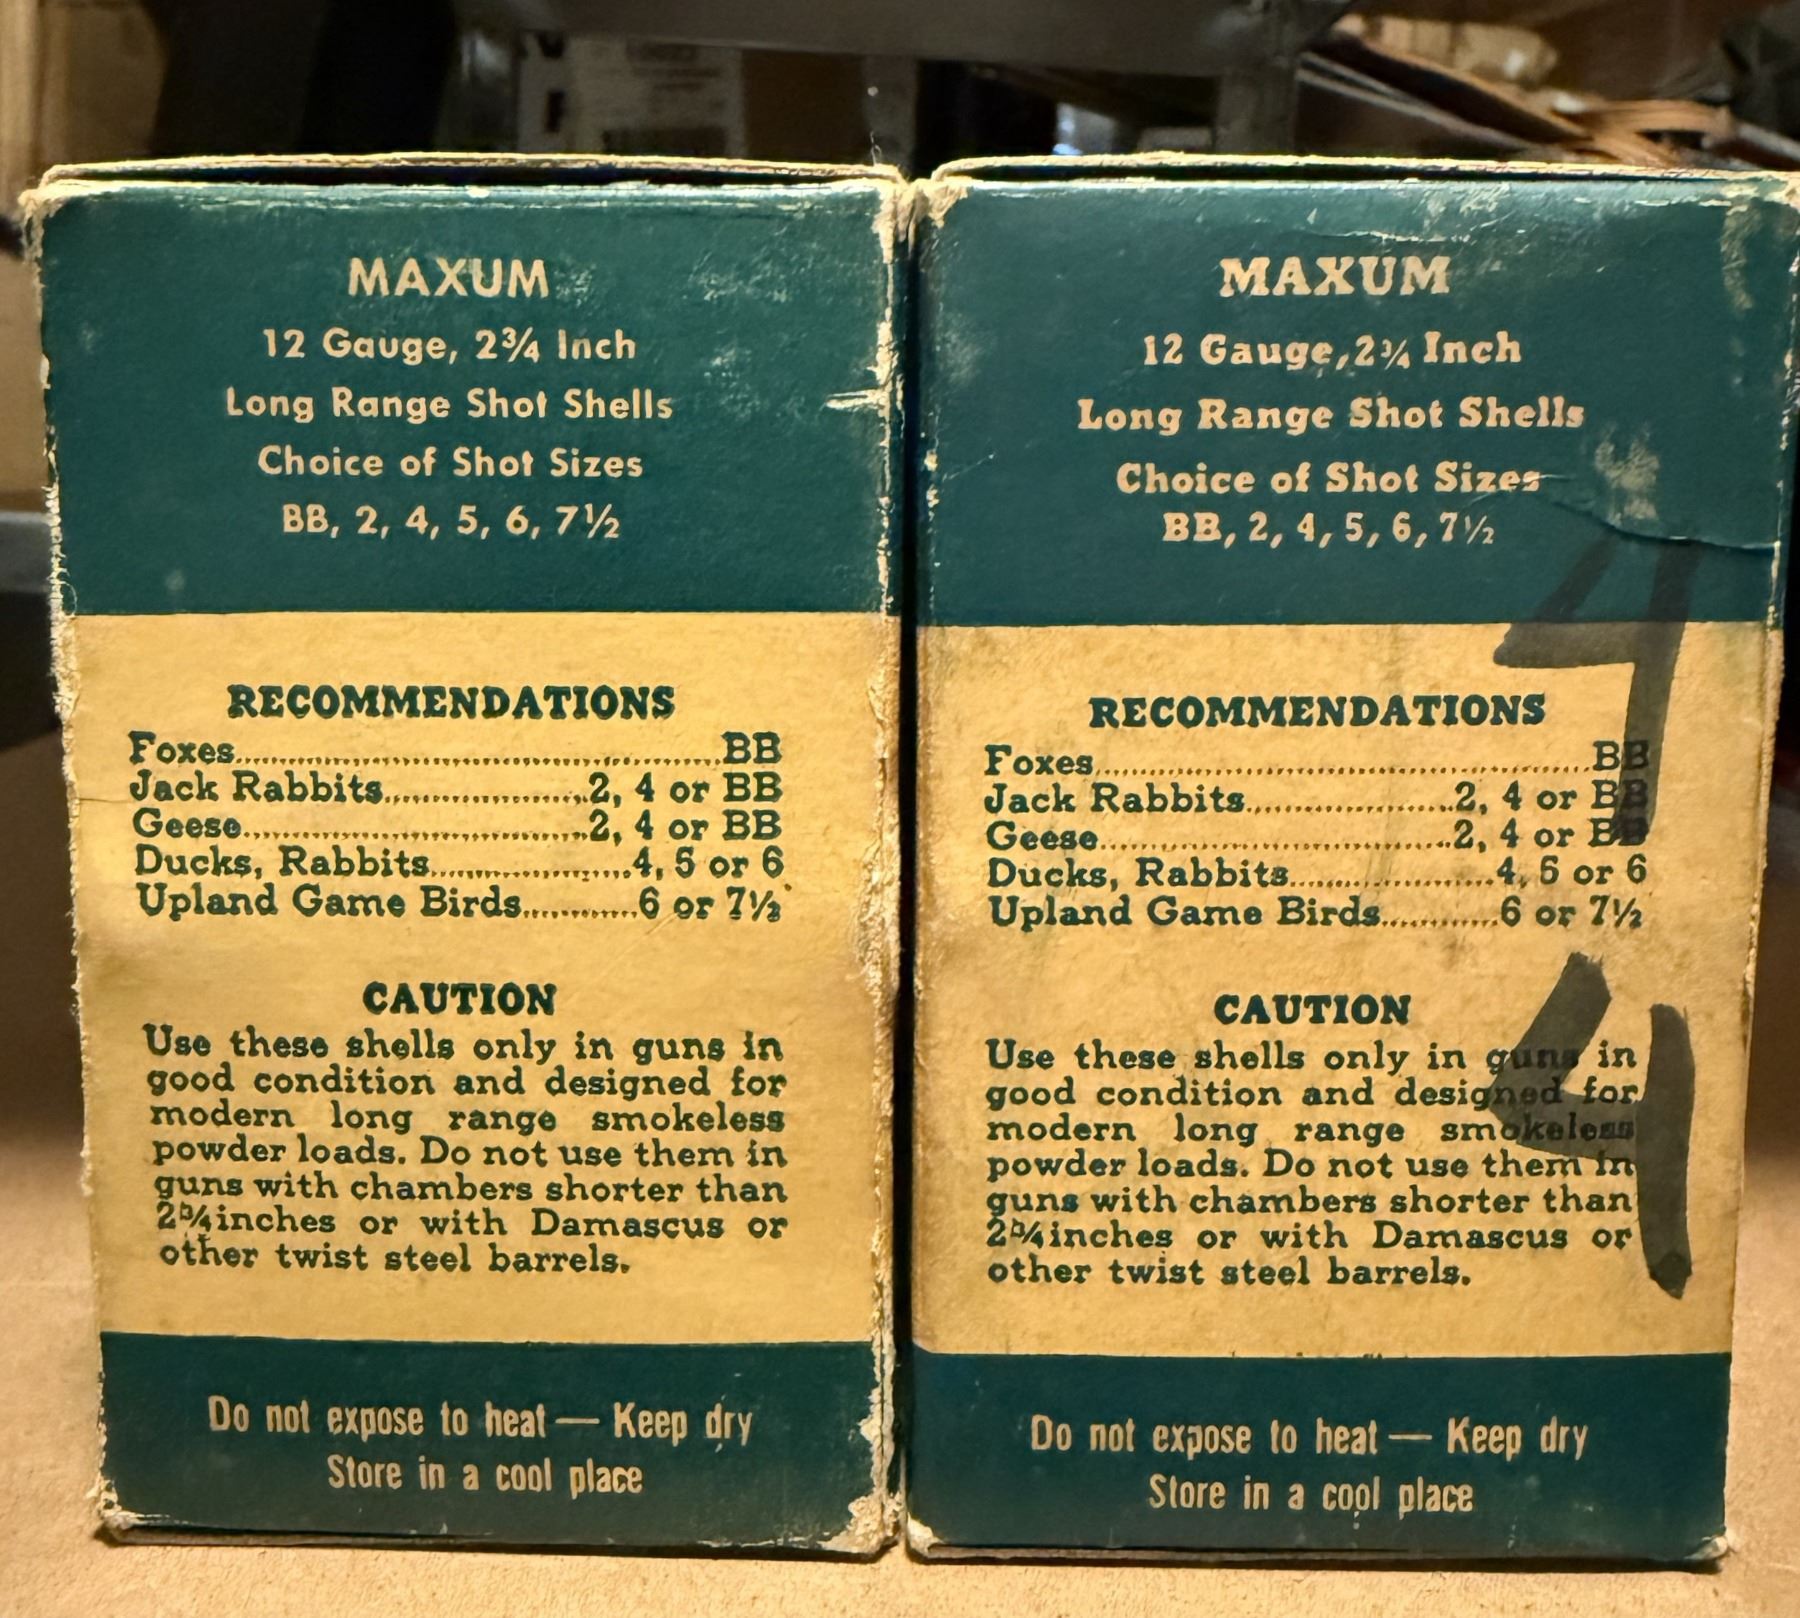 MAXUM
12 Gauge, 2¾ Inch
Long Range Shot Shells
Choice of Shot Sizes
BB, 2, 4, 5, 6, 7½
RECOMMENDATIONS
Foxes..........BB
Jack Rabbits..........2, 4 or BB
Geese..........2, 4 or BB
Ducks, Rabbits..........4, 5 or 6
Upland Game Birds..........6 or 7½
CAUTION
Use these shells only in guns in
good condition and designed for
modern long range smokeless
powder loads. Do not use them in
guns with chambers shorter than
2¾ inches or with Damascus or
other twist steel barrels.
Do not expose to heat — Keep dry
Store in a cool place
MAXUM
12 Gauge, 2¾ Inch
Long Range Shot Shells
Choice of Shot Sizes
BB, 2, 4, 5, 6, 7½
RECOMMENDATIONS
Foxes..........BB
Jack Rabbits..........2, 4 or BB
Geese..........2, 4 or BB
Ducks, Rabbits..........4, 5 or 6
Upland Game Birds..........6 or 7½
CAUTION
Use these shells only in guns in
good condition and designed for
modern long range smokeless
powder loads. Do not use them in
guns with chambers shorter than
2¾ inches or with Damascus or
other twist steel barrels.
Do not expose to heat — Keep dry
Store in a cool place
4
4